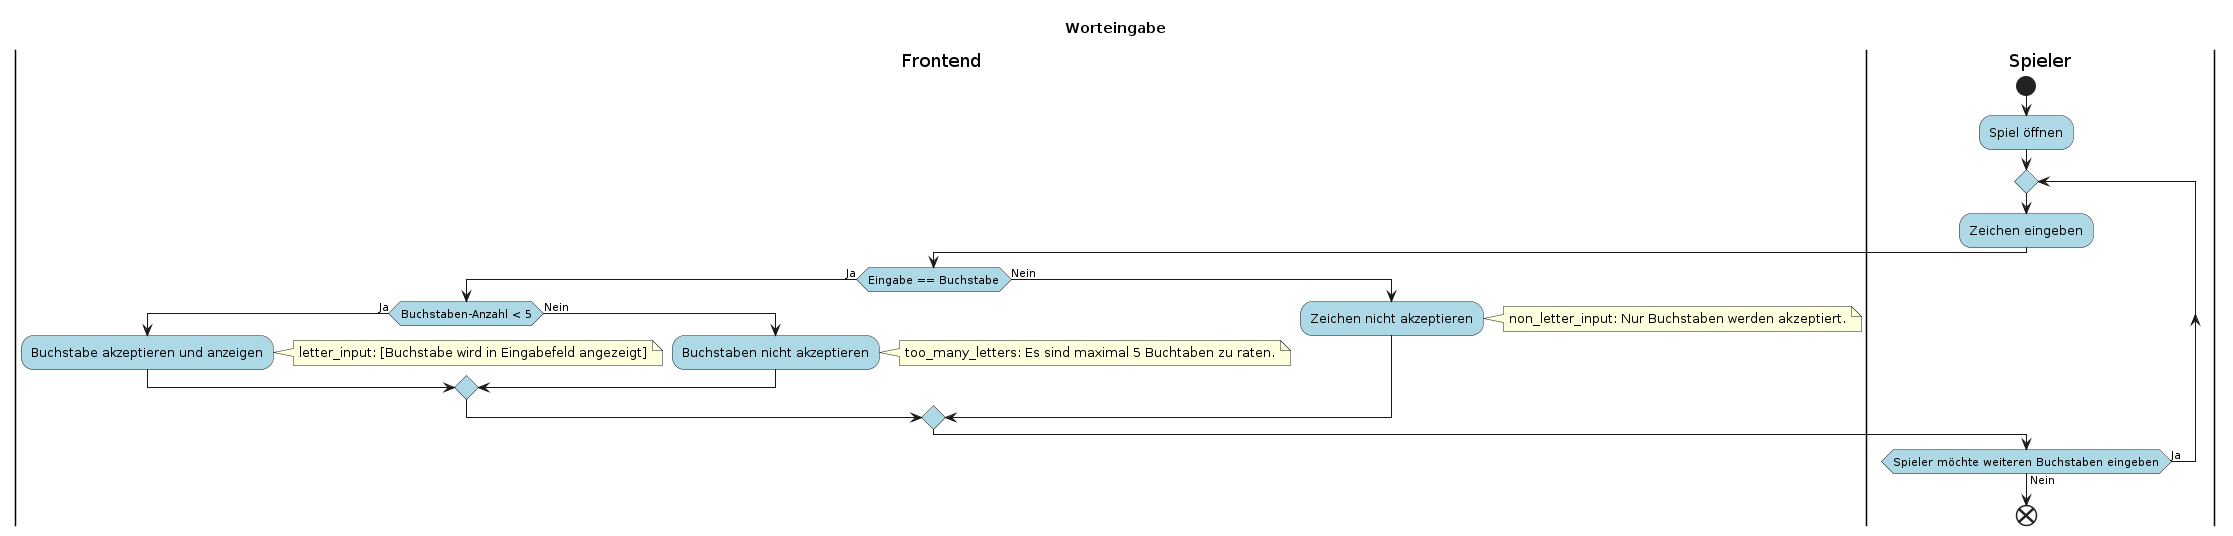 Worteingabe
Frontend
Spieler
Spiel öffnen
Zeichen eingeben
Eingabe == Buchstabe
Ja
Nein
Buchstaben-Anzahl < 5
Ja
Nein
Buchstabe akzeptieren und anzeigen
letter_input: [Buchstabe wird in Eingabefeld angezeigt]
Buchstaben nicht akzeptieren
too_many_letters: Es sind maximal 5 Buchtaben zu raten.
Zeichen nicht akzeptieren
non_letter_input: Nur Buchstaben werden akzeptiert.
Spieler möchte weiteren Buchstaben eingeben
Ja
Nein